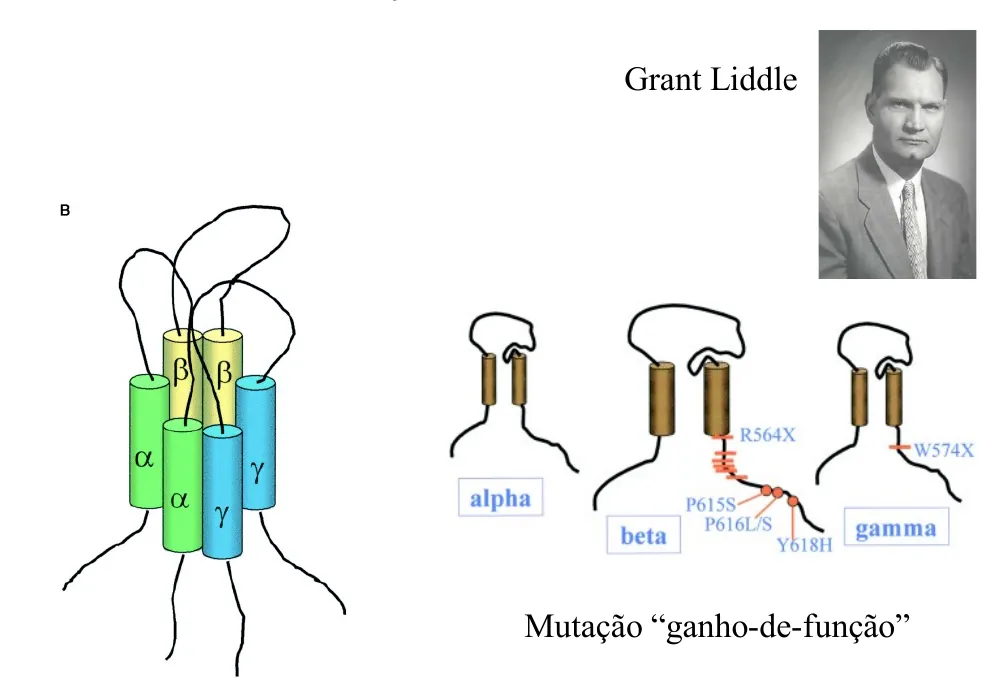 Grant Liddle
B
β β
α γ
α γ
R564X
W574X
alpha
P615S
P616L/S
beta
gamma
Y618H
Mutação “ganho-de-função”